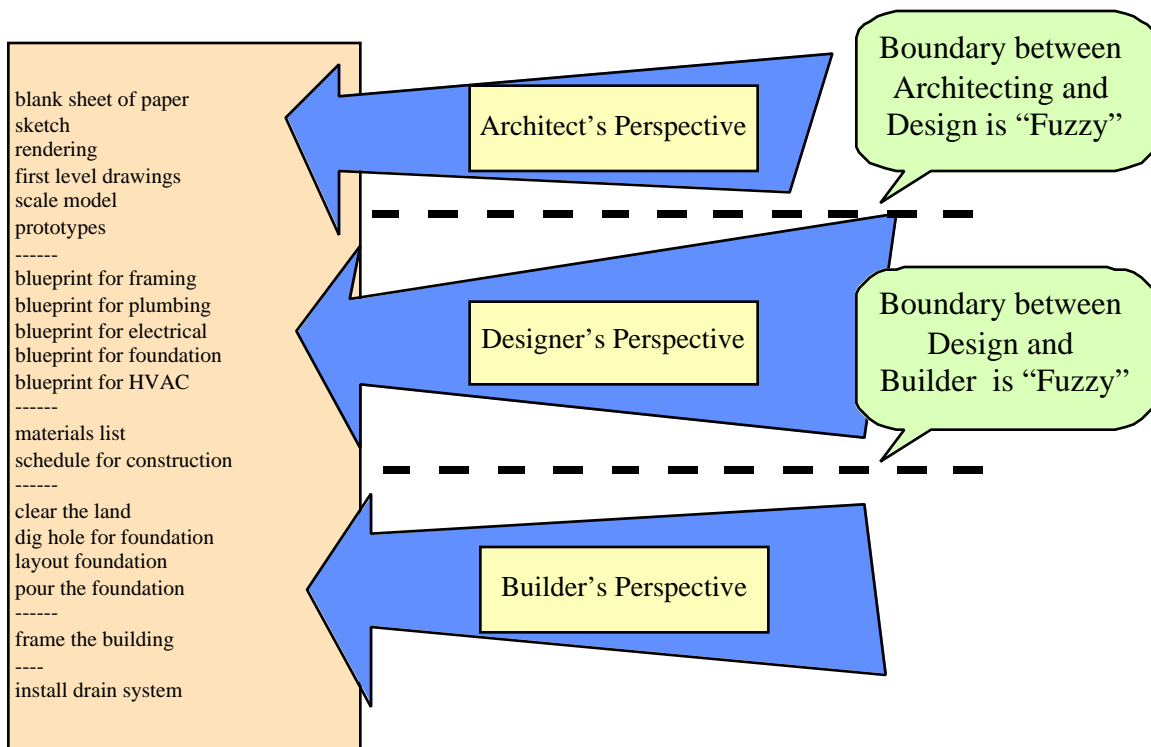 blank sheet of paper
sketch
rendering
first level drawings
scale model
prototypes
------
blueprint for framing
blueprint for plumbing
blueprint for electrical
blueprint for foundation
blueprint for HVAC
------
materials list
schedule for construction
------
clear the land
dig hole for foundation
layout foundation
pour the foundation
------
frame the building
----
install drain system
Architect's Perspective
Designer's Perspective
Builder's Perspective
Boundary between
Architecting and
Design is “Fuzzy”
Boundary between
Design and
Builder is “Fuzzy”